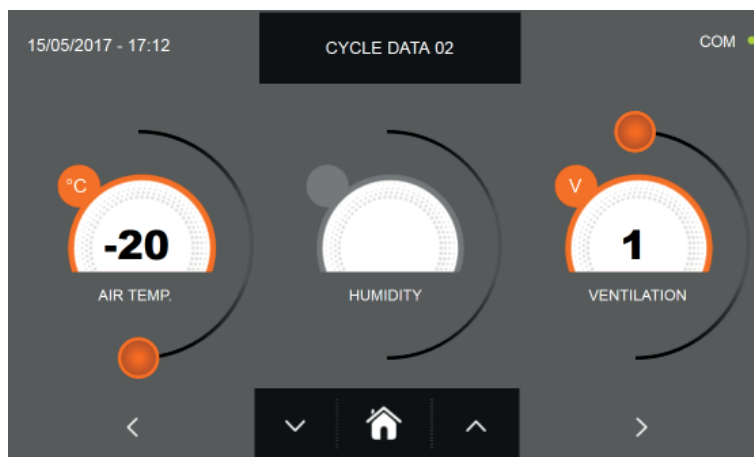 15/05/2017 - 17:12
CYCLE DATA 02
COM
°C
-20
AIR TEMP.
HUMIDITY
V
1
VENTILATION